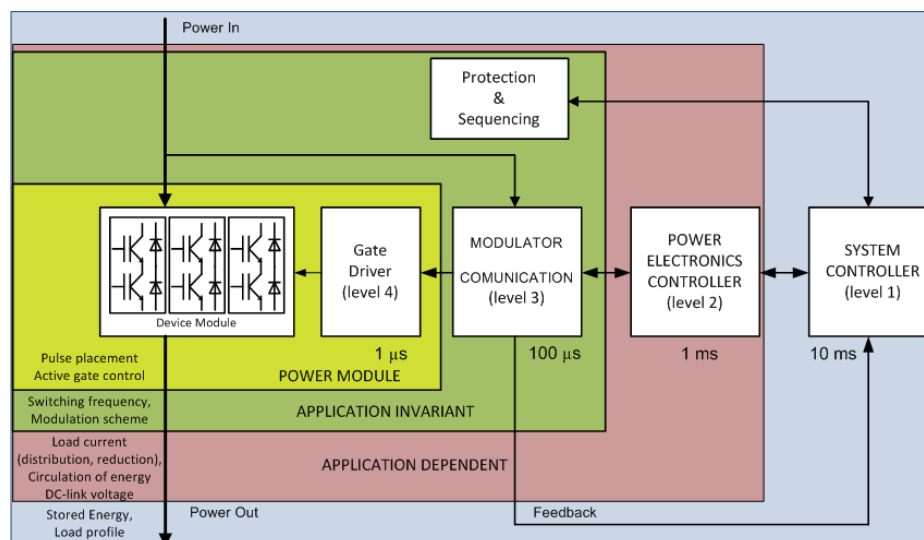 Power In
Protection
&
Sequencing
Gate
Driver
(level 4)
MODULATOR
COMUNICATION
(level 3)
POWER
ELECTRONICS
CONTROLLER
(level 2)
SYSTEM
CONTROLLER
(level 1)
Device Module
1 μs
100 μs
1 ms
10 ms
Pulse placement
Active gate control
POWER MODULE
Switching frequency,
Modulation scheme
APPLICATION INVARIANT
Load current
(distribution, reduction),
Circulation of energy
DC-link voltage
APPLICATION DEPENDENT
Stored Energy,
Load profile
Power Out
Feedback